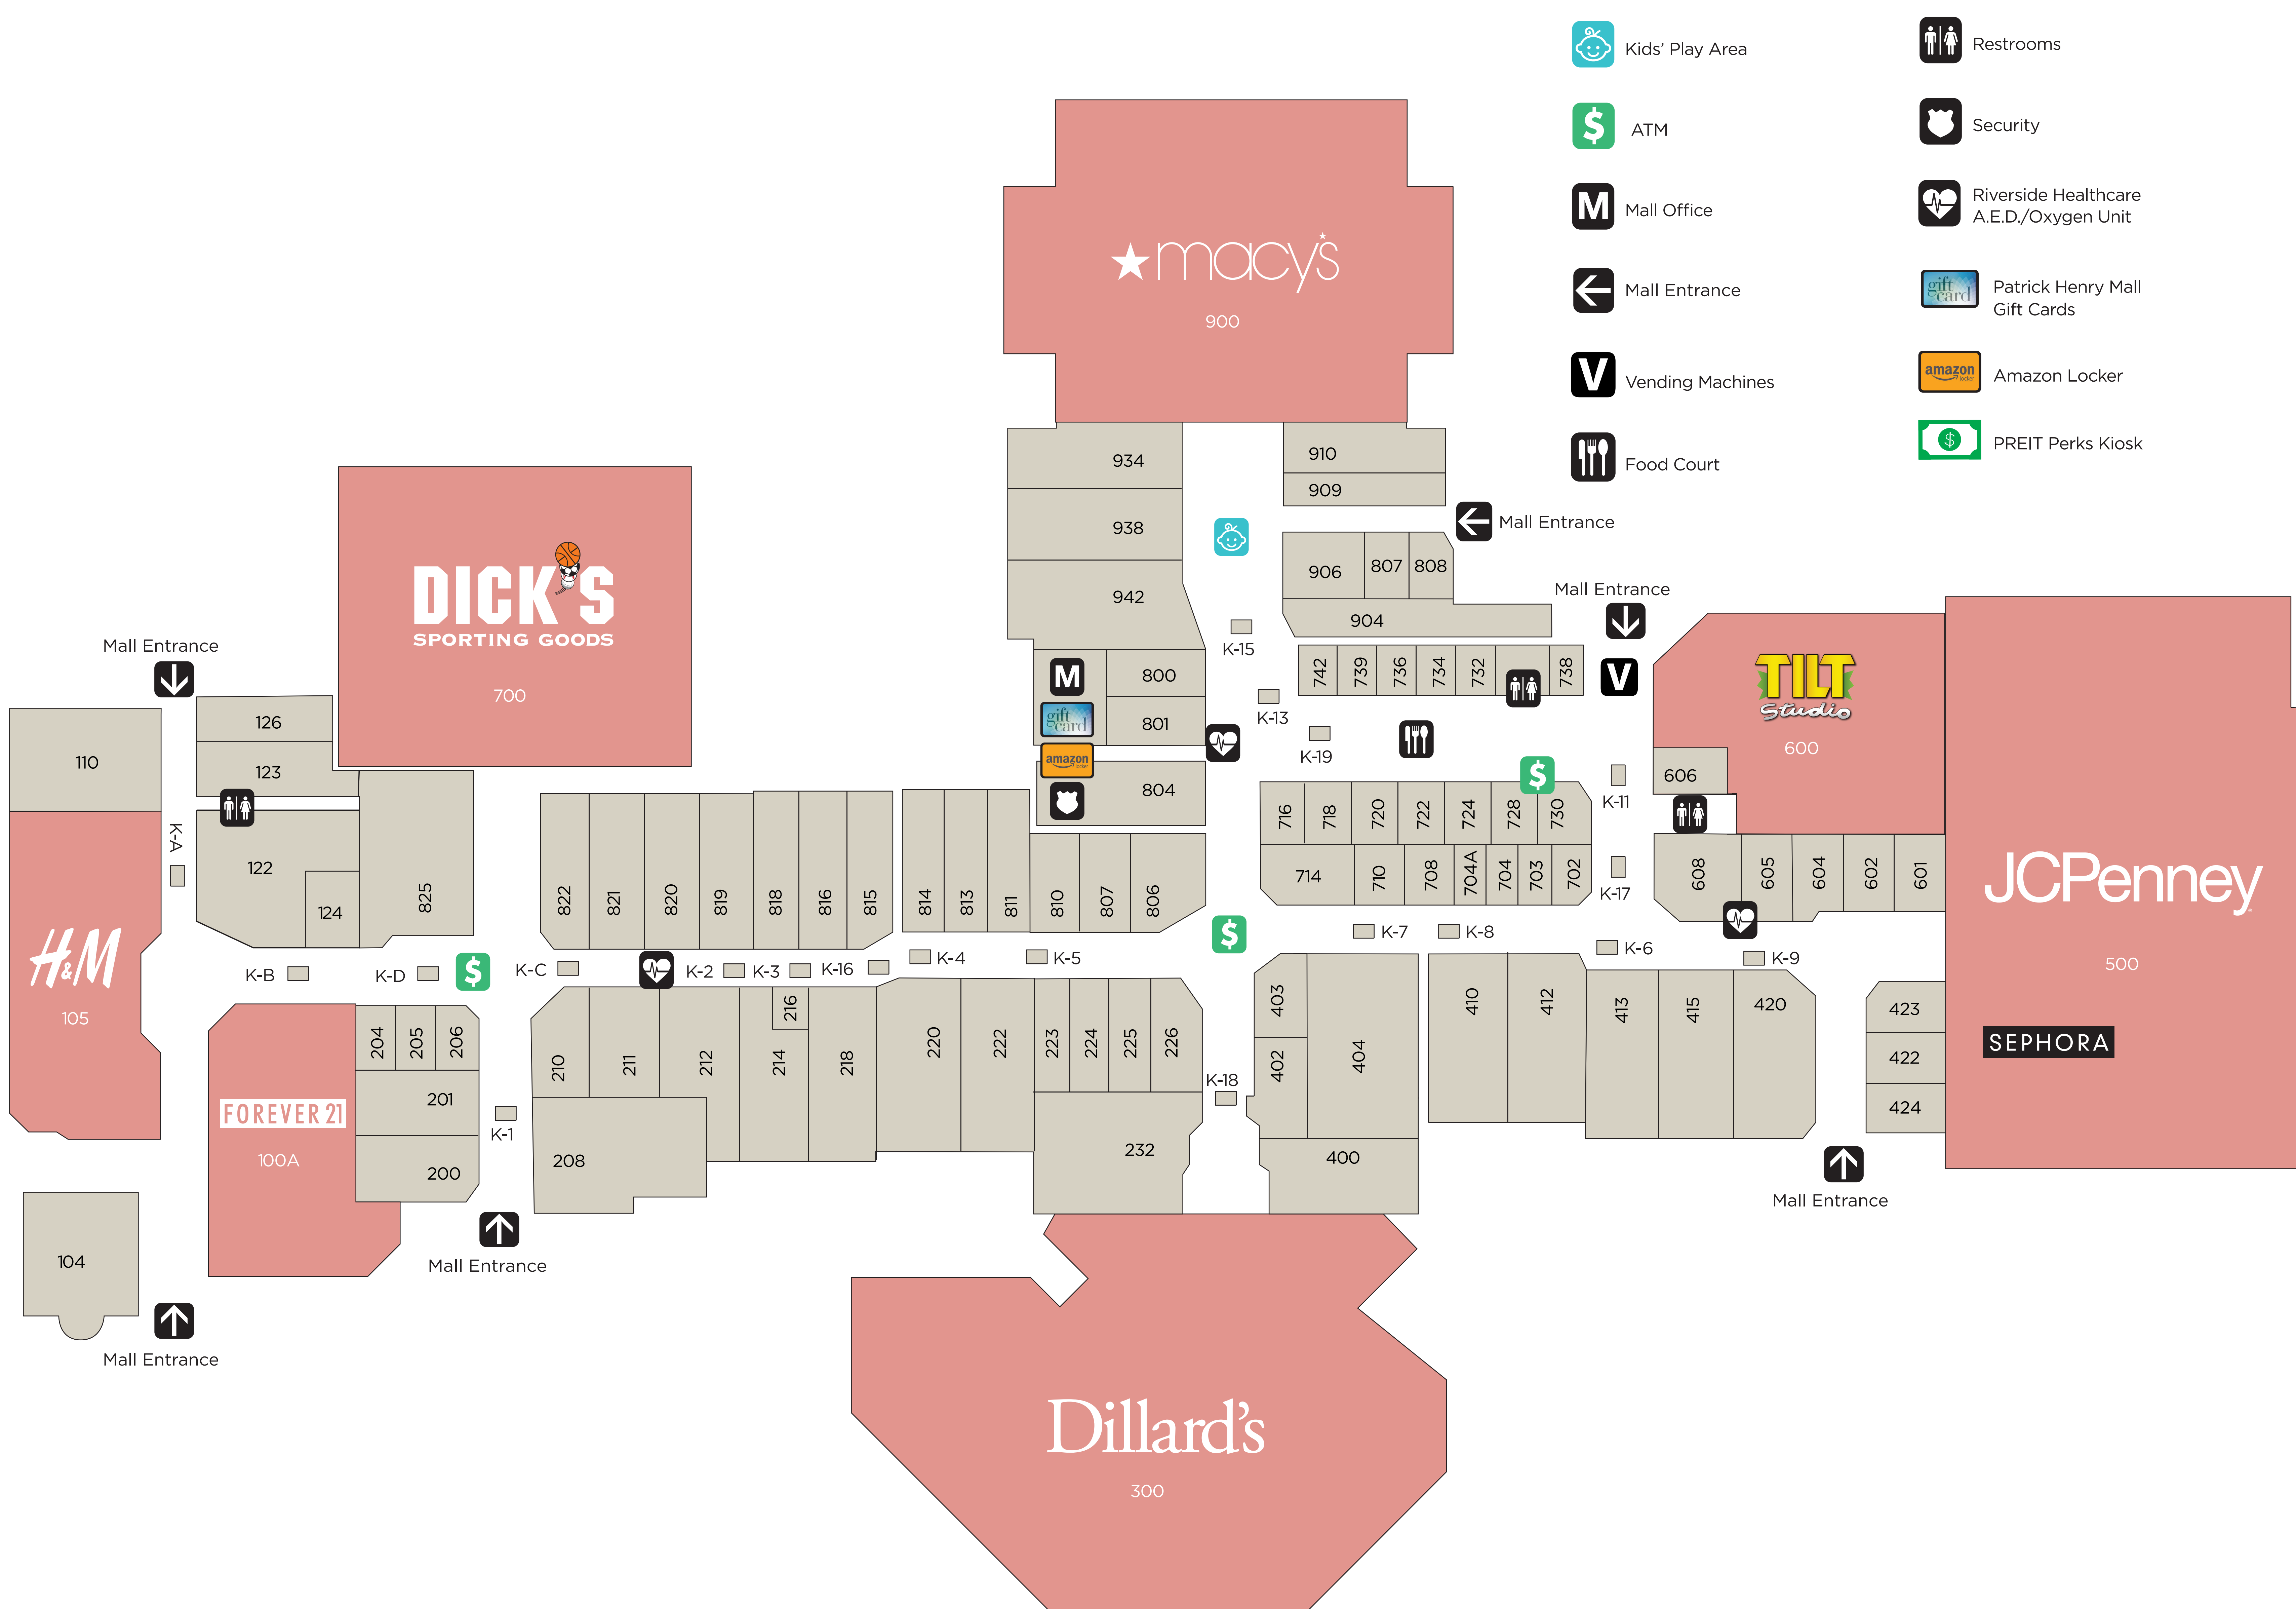 Kids' Play Area
Restrooms
$
ATM
Security
M
Mall Office
Riverside Healthcare
A.E.D./Oxygen Unit
Mall Entrance
gift
card
Patrick Henry Mall
Gift Cards
V
Vending Machines
amazon
locker
Amazon Locker
Food Court
$
PREIT Perks Kiosk
macy's
900
934
910
909
938
Mall Entrance
942
906
807
808
904
Mall Entrance
K-15
DICK'S
SPORTING GOODS
700
Mall Entrance
M
800
gift
card
801
amazon
locker
804
K-13
K-19
742
739
736
734
732
738
V
TILT
Studio
600
606
126
110
123
K-A
122
124
825
822
821
820
819
818
816
815
814
813
811
810
807
806
716
718
720
722
724
728
730
$
K-11
714
710
708
704A
704
703
702
K-17
608
605
604
602
601
JCPenney
500
SEPHORA
H&M
105
K-B
K-D
$
K-C
K-2
K-3
K-16
K-4
K-5
$
K-7
K-8
K-6
K-9
204
205
206
201
200
FOREVER 21
100A
K-1
210
211
212
216
214
218
220
222
223
224
225
226
208
232
K-18
403
402
404
400
410
412
413
415
420
423
422
424
Mall Entrance
104
Mall Entrance
Mall Entrance
Dillard's
300